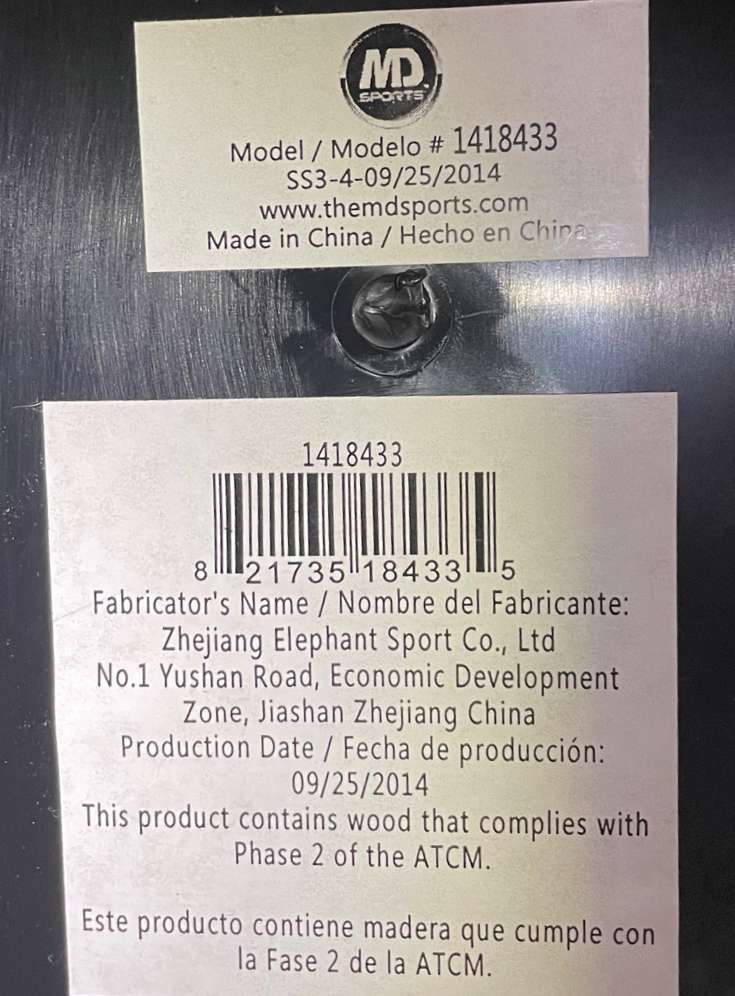 MD
SPORTS
Model / Modelo # 1418433
SS3-4-09/25/2014
www.themdsports.com
Made in China / Hecho en China
1418433
8 21735 18433 5
Fabricator's Name / Nombre del Fabricante:
Zhejiang Elephant Sport Co., Ltd
No.1 Yushan Road, Economic Development
Zone, Jiashan Zhejiang China
Production Date / Fecha de producción:
09/25/2014
This product contains wood that complies with
Phase 2 of the ATCM.
Este producto contiene madera que cumple con
la Fase 2 de la ATCM.